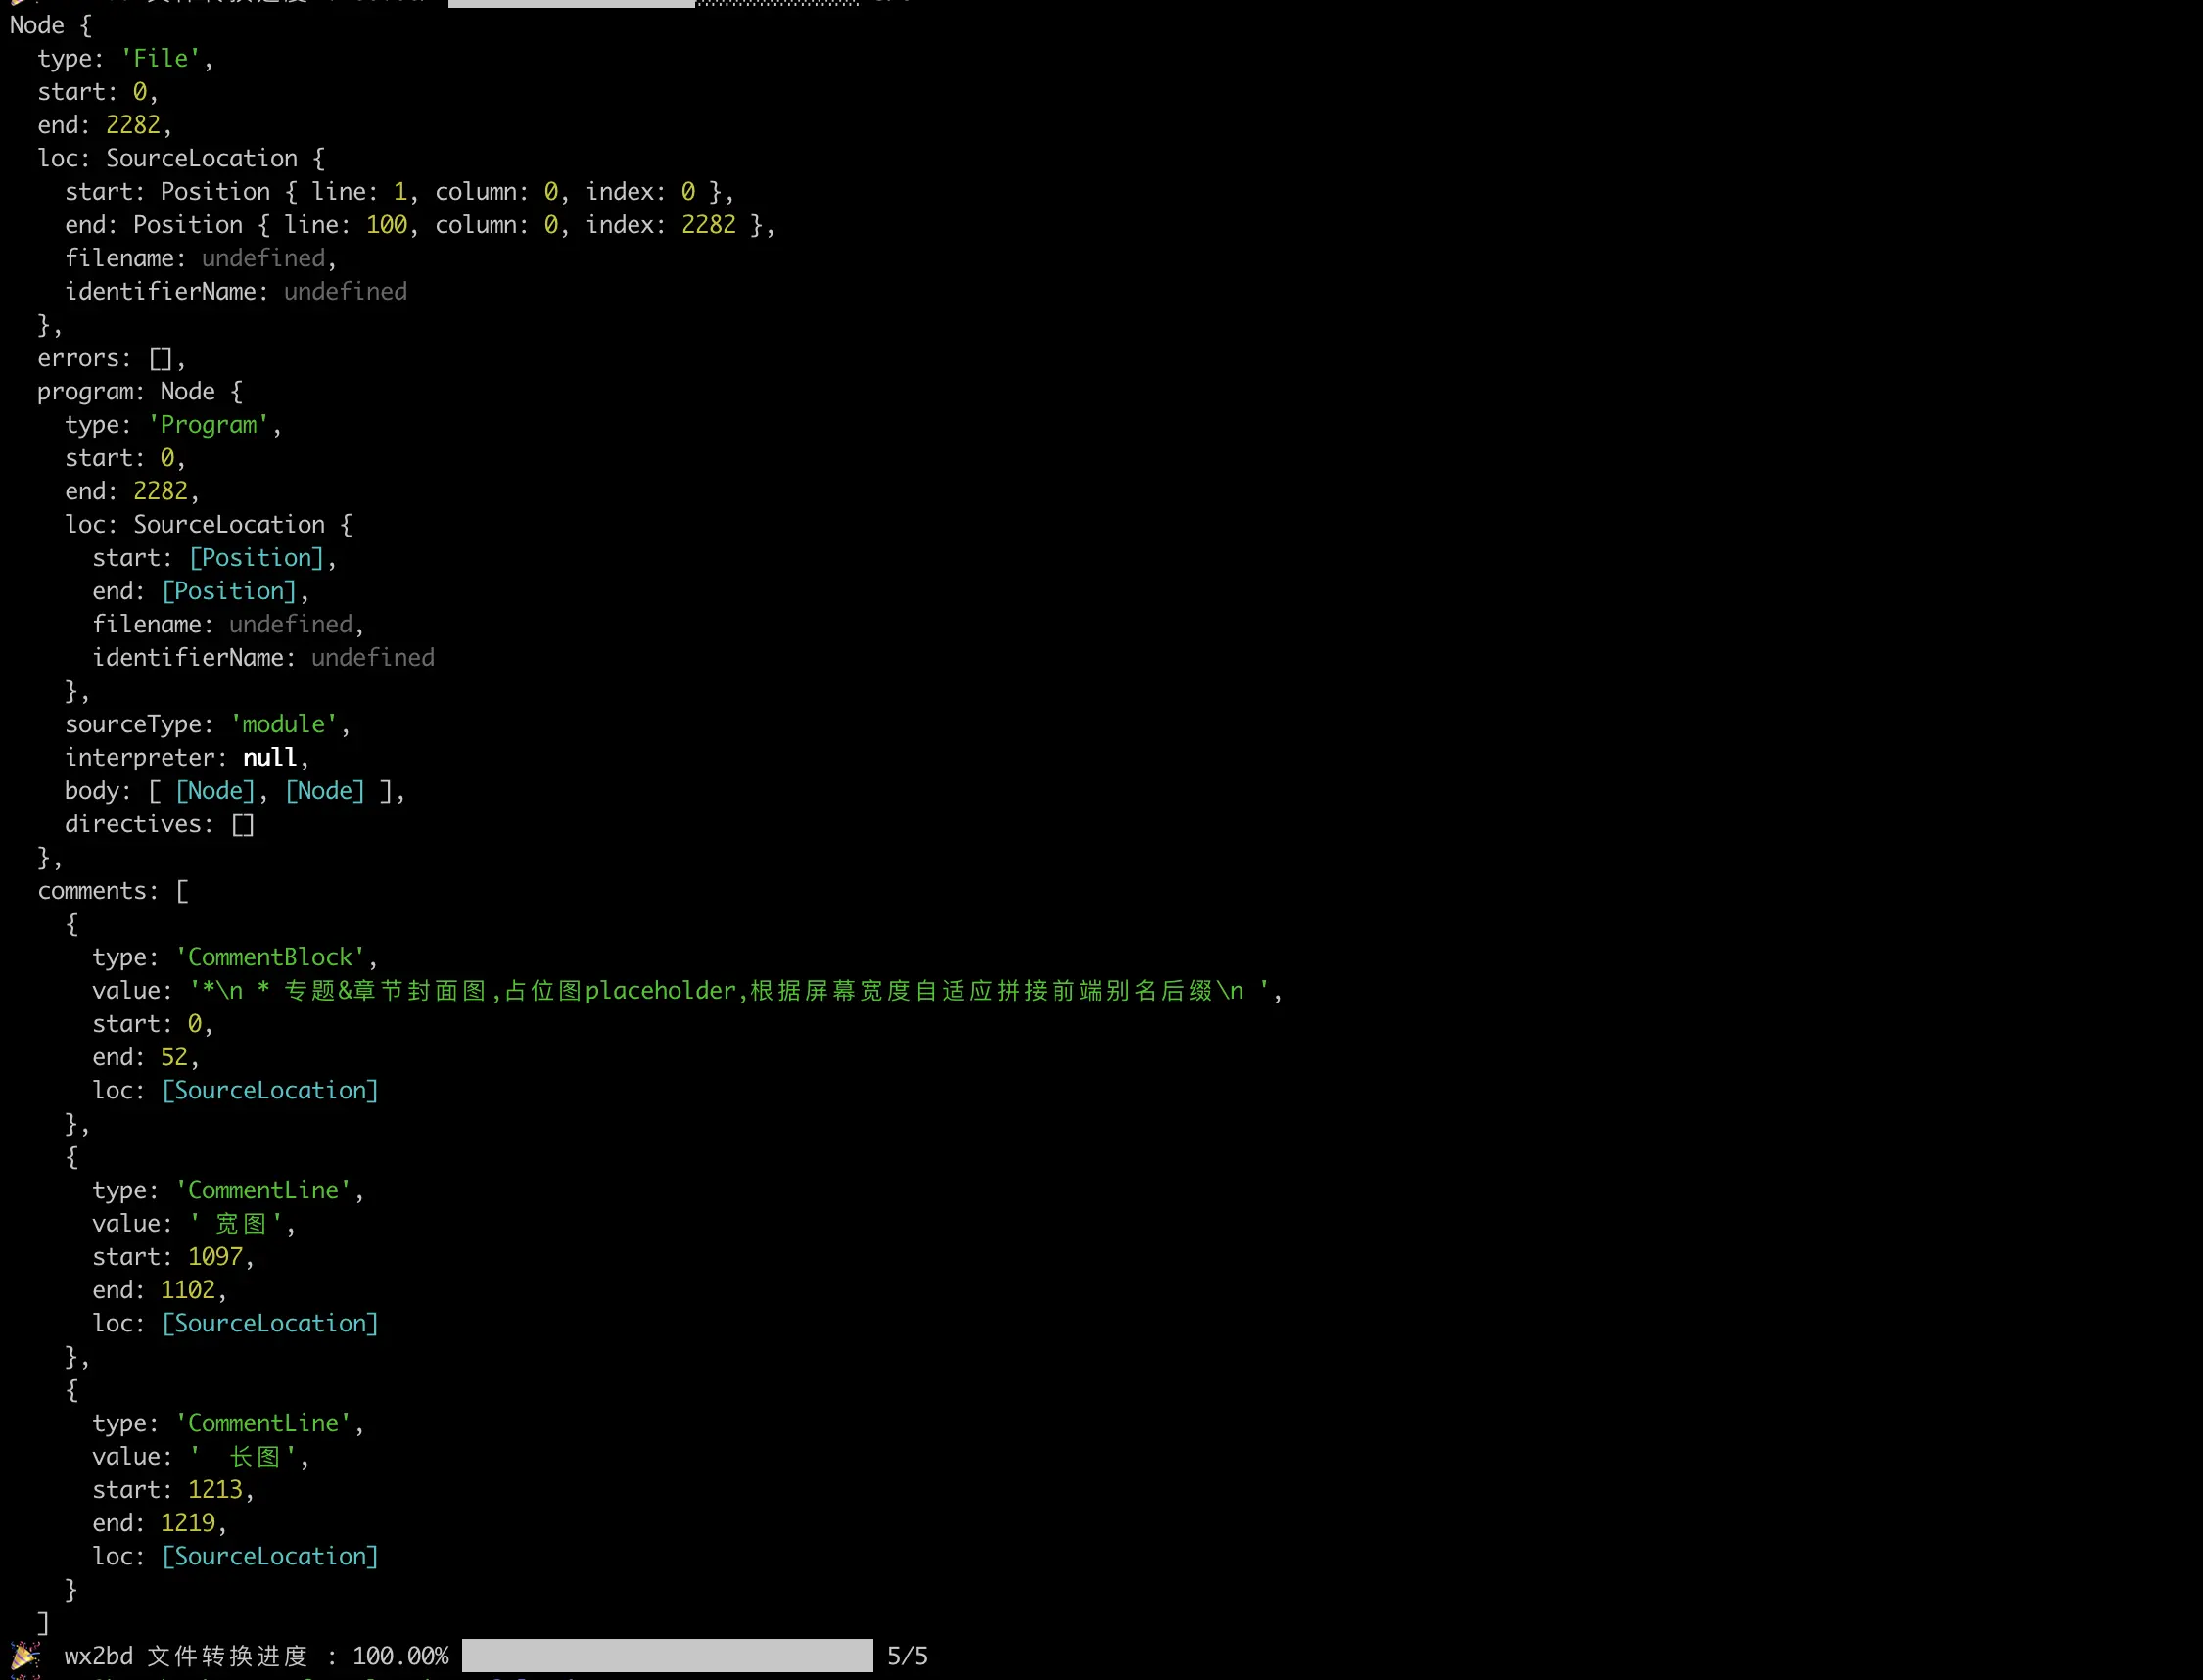 Node {
type: 'File',
start: 0,
end: 2282,
loc: SourceLocation {
start: Position { line: 1, column: 0, index: 0 },
end: Position { line: 100, column: 0, index: 2282 },
filename: undefined,
identifierName: undefined
},
errors: [],
program: Node {
type: 'Program',
start: 0,
end: 2282,
loc: SourceLocation {
start: [Position],
end: [Position],
filename: undefined,
identifierName: undefined
},
sourceType: 'module',
interpreter: null,
body: [ [Node], [Node] ],
directives: []
},
comments: [
{
type: 'CommentBlock',
value: '*\n * 专题&章节封面图,占位图placeholder,根据屏幕宽度自适应拼接前端别名后缀\n ',
start: 0,
end: 52,
loc: [SourceLocation]
},
{
type: 'CommentLine',
value: ' 宽图',
start: 1097,
end: 1102,
loc: [SourceLocation]
},
{
type: 'CommentLine',
value: '  长图',
start: 1213,
end: 1219,
loc: [SourceLocation]
}
]
🎉 wx2bd 文件转换进度 : 100.00% 5/5